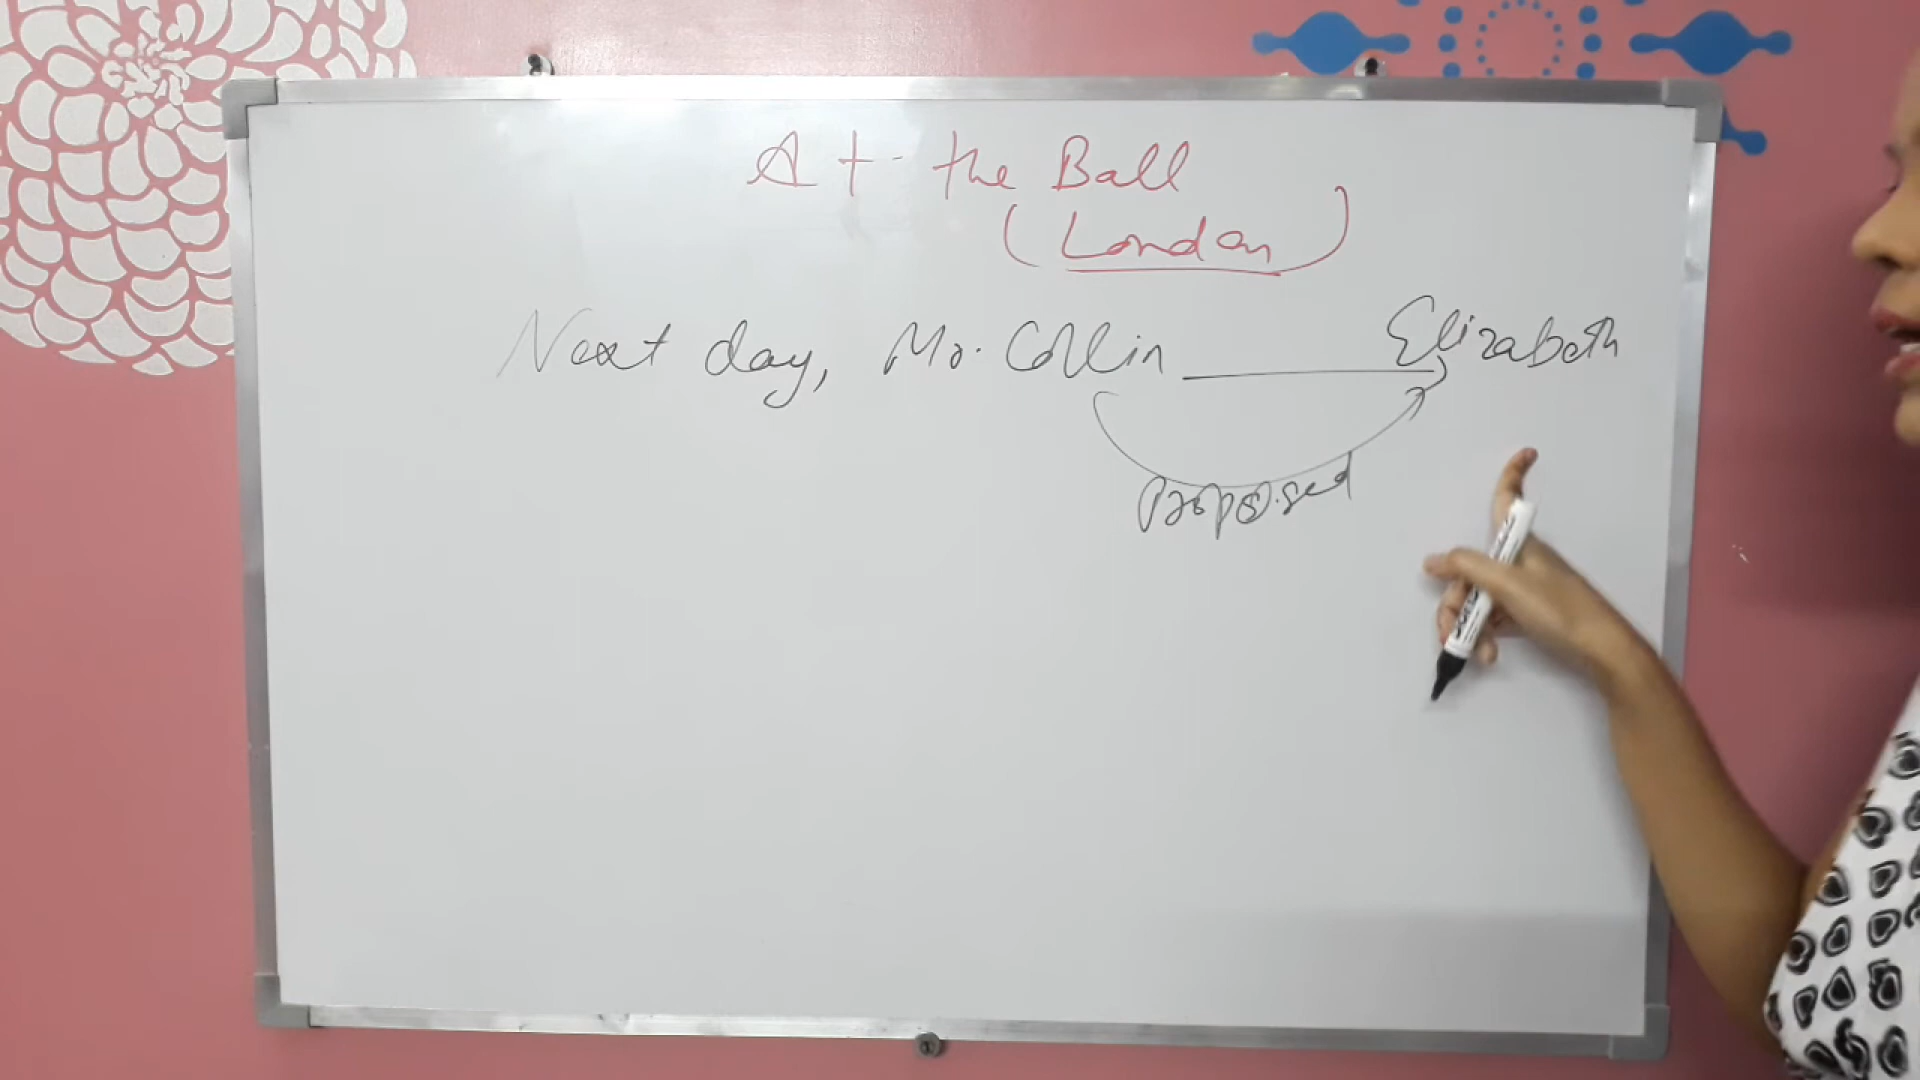 At the Ball
(London)
Next day, Mr. Collin Elizabeth
Proposed